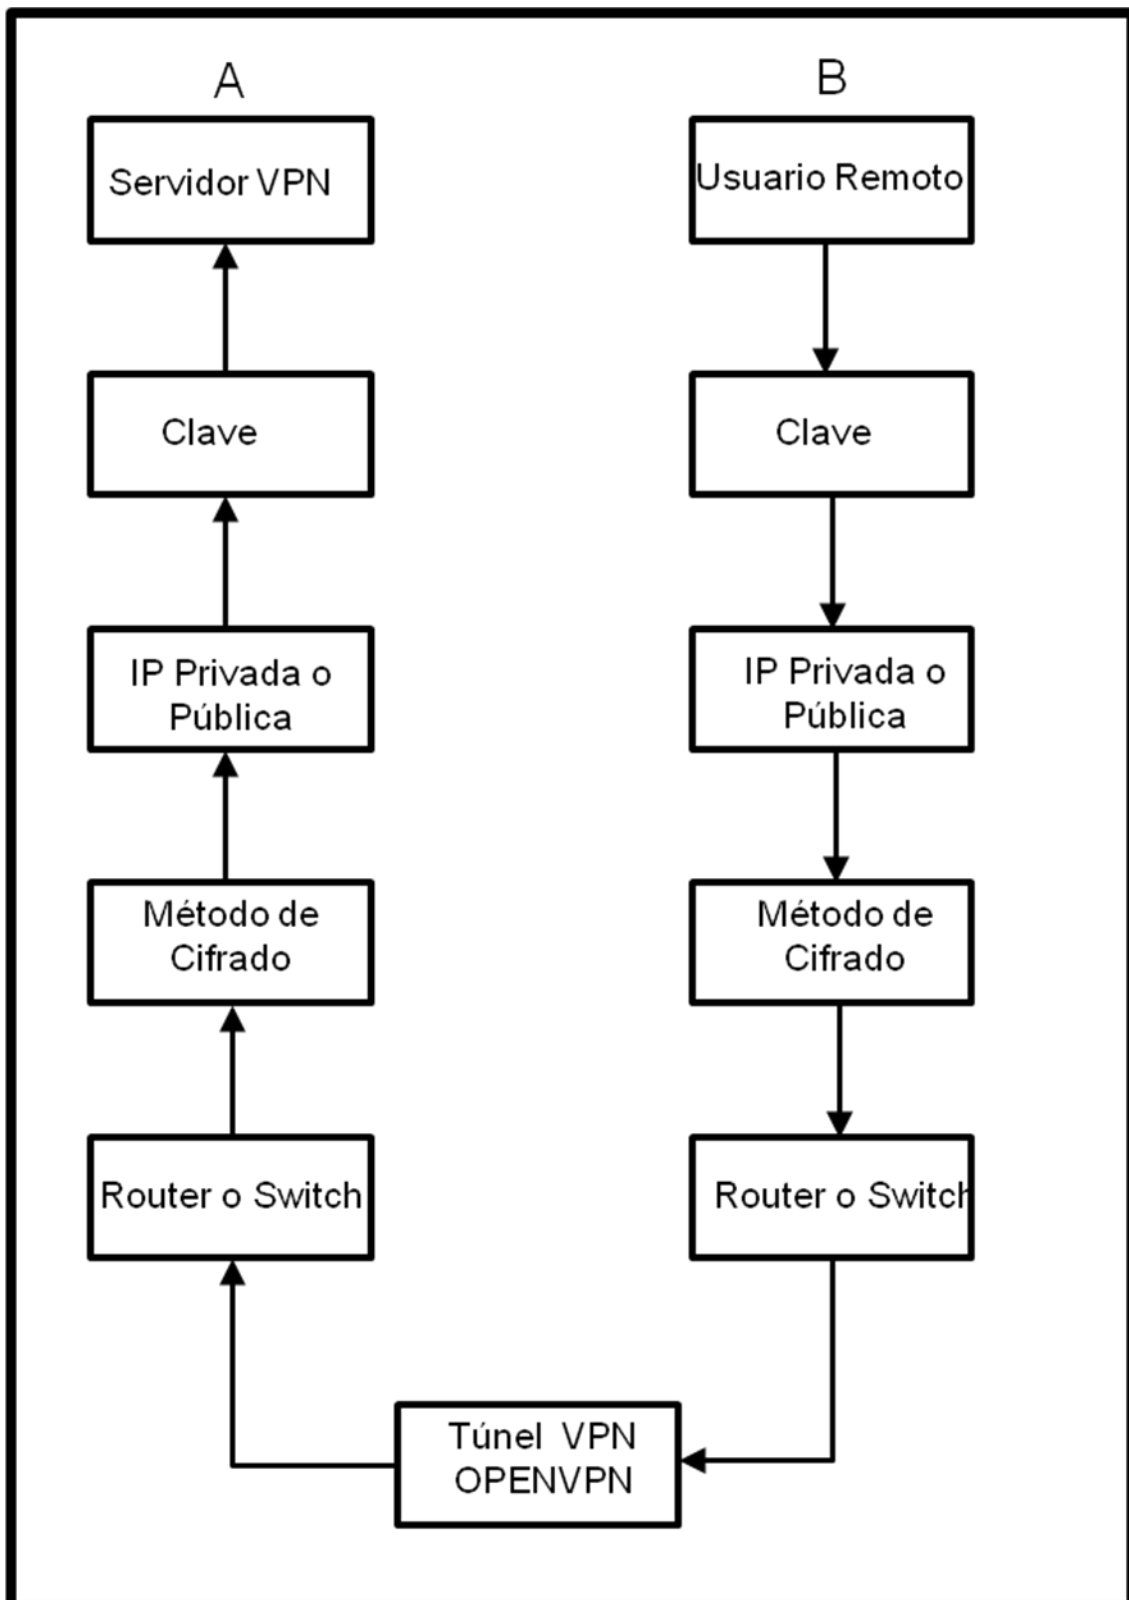 A
Servidor VPN
Clave
IP Privada o
Pública
Método de
Cifrado
Router o Switch
B
Usuario Remoto
Clave
IP Privada o
Pública
Método de
Cifrado
Router o Switch
Túnel VPN
OPENVPN